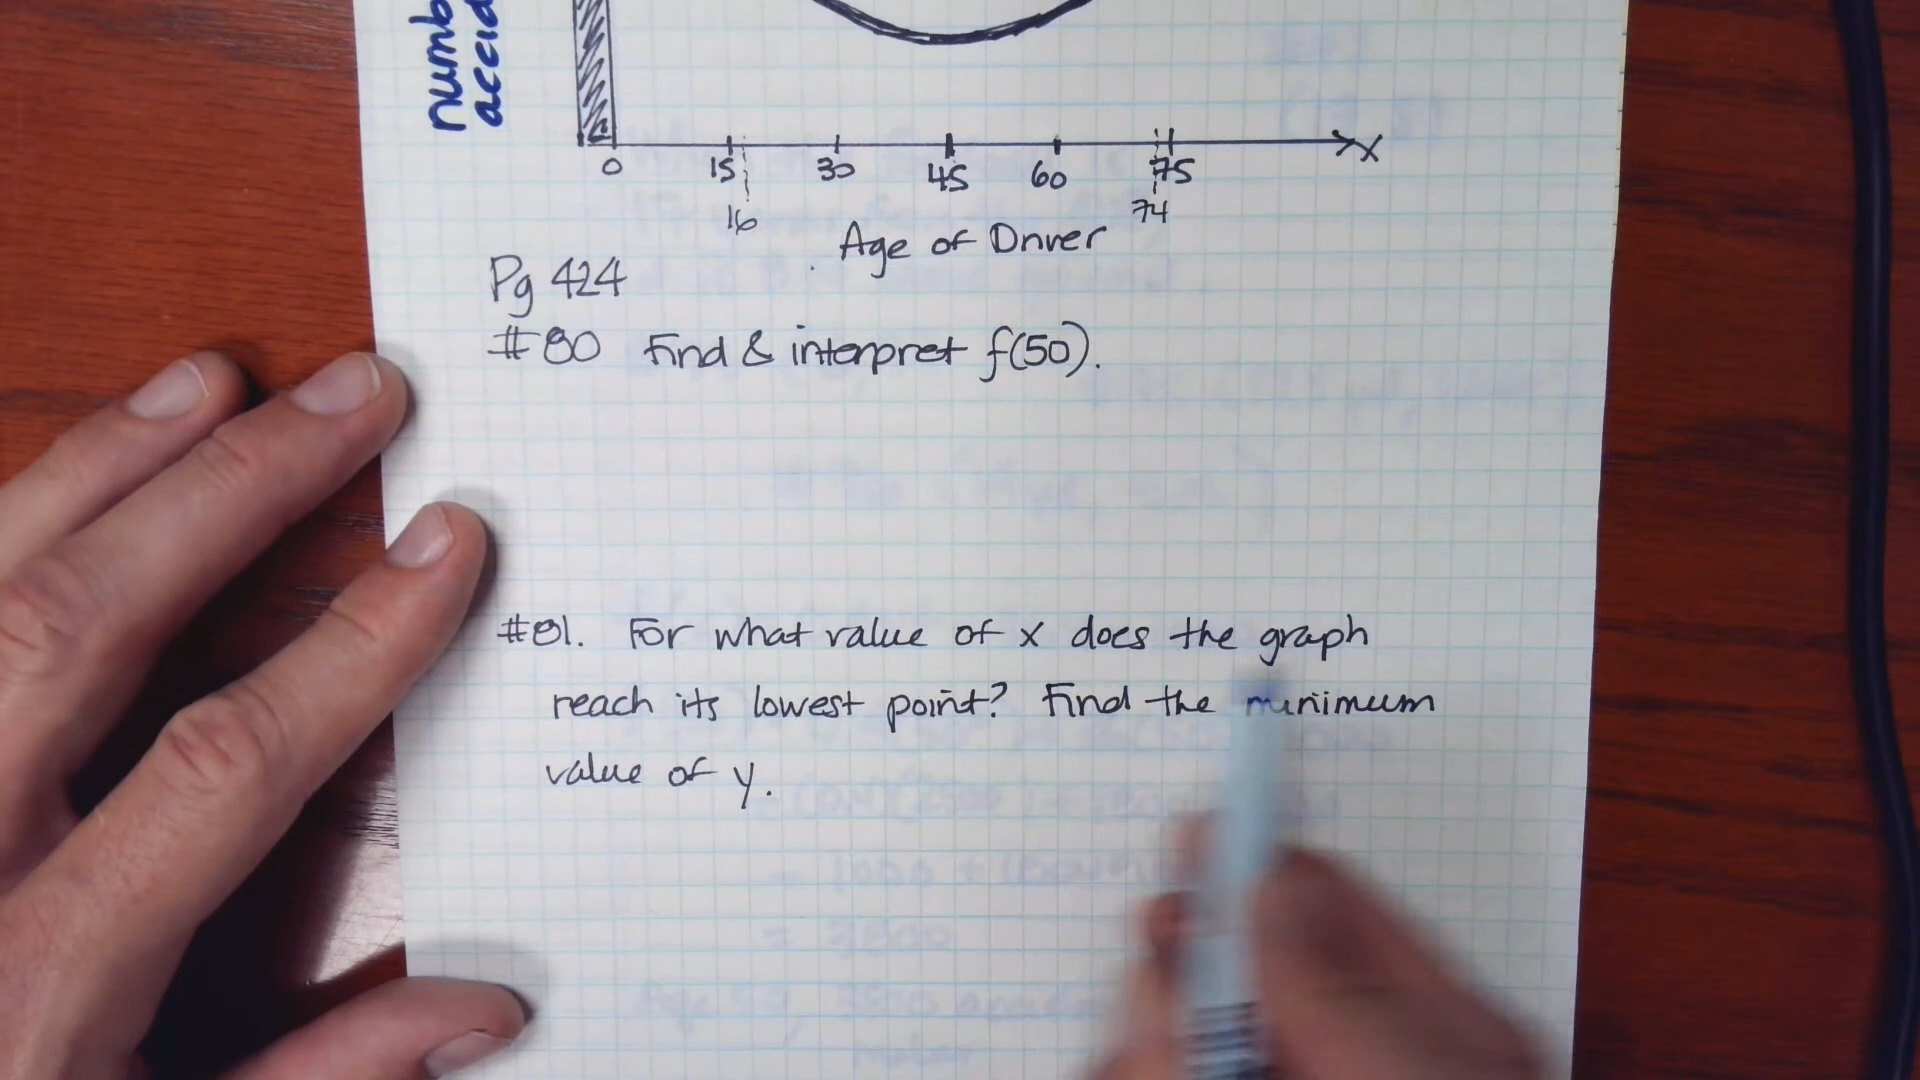 numb
accid
0 15 30 45 60 75 x
16 74
Age of Driver
Pg 424
#80 Find & interpret f(50).
#81. For what value of x does the graph
reach its lowest point? Find the minimum
value of y.